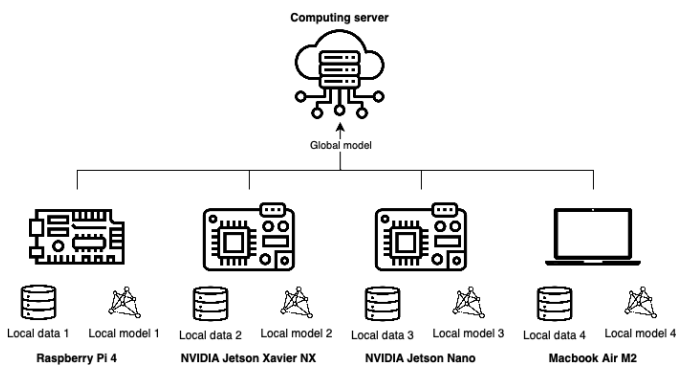 Computing server
Global model
Local data 1 Local model 1 Local data 2 Local model 2 Local data 3 Local model 3 Local data 4 Local model 4
Raspberry Pi 4 NVIDIA Jetson Xavier NX NVIDIA Jetson Nano Macbook Air M2